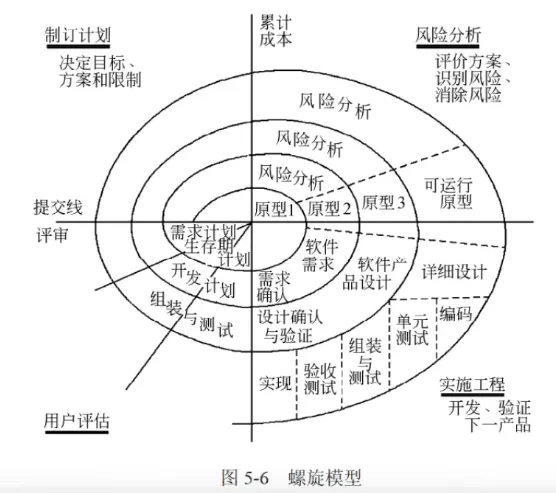 制订计划
决定目标、
方案和限制
累计
成本
风险分析
评价方案、
识别风险、
消除风险
风险分析
风险分析
风险分析
原型1
原型2
原型3
可运行
原型
提交线
评审
需求计划
生存期
计划
开发计划
组装与测试
需求
确认
软件
需求
设计确认
与验证
软件产
品设计
详细设计
实现
验收
测试
组装
与
测试
单元
测试
编码
用户评估
实施工程
开发、验证
下一产品
图 5-6 螺旋模型